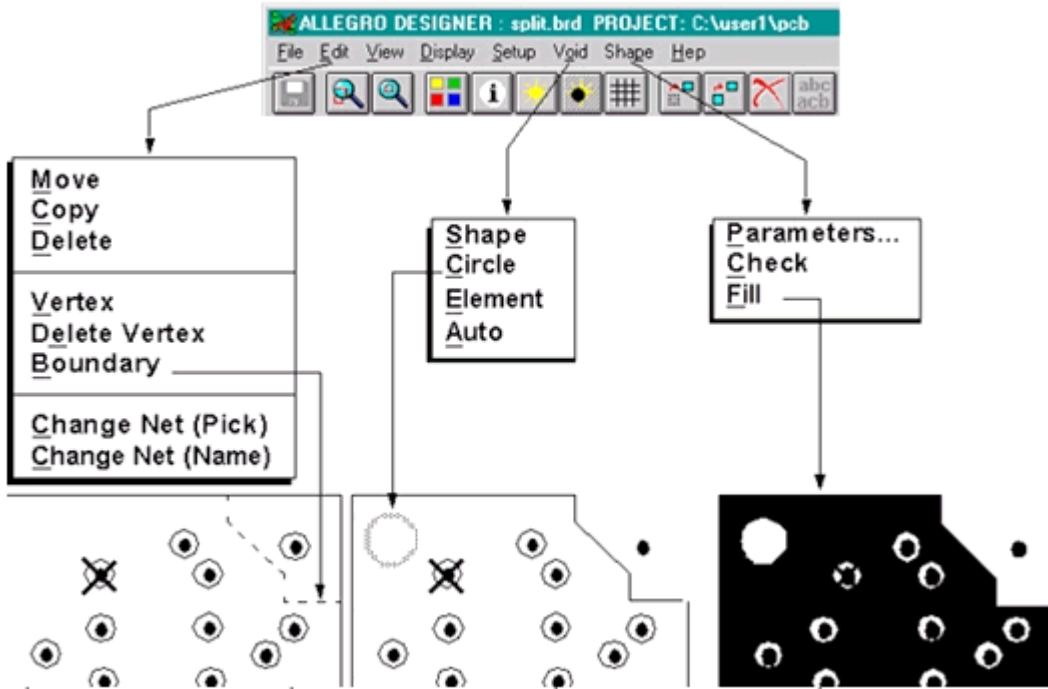 ALLEGRO DESIGNER : split.brd PROJECT: C:\user1\pcb
File Edit View Display Setup Void Shape Hep
abc
acb
Move
Copy
Delete
Vertex
Delete Vertex
Boundary
Change Net (Pick)
Change Net (Name)
Shape
Circle
Element
Auto
Parameters...
Check
Fill